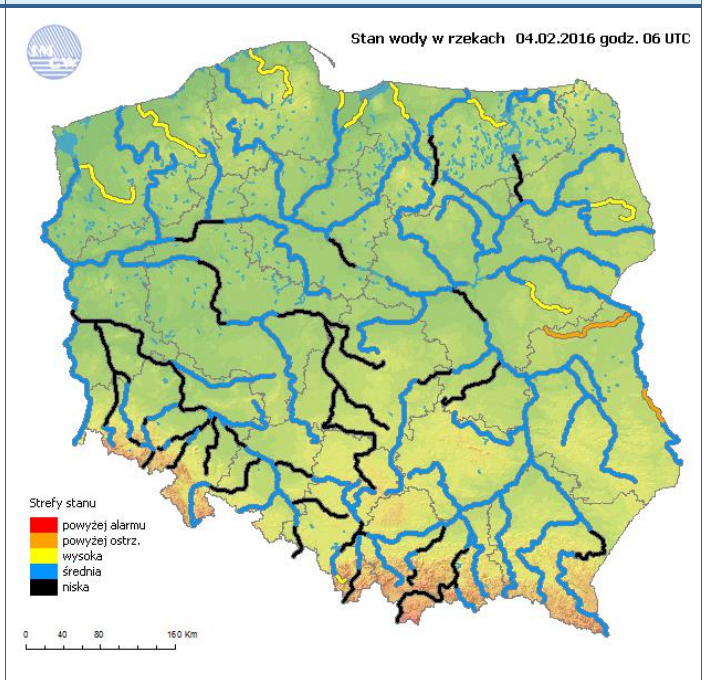 Stan wody w rzekach 04.02.2016 godz. 06 UTC
Strefy stanu
powyżej alarmu
powyżej ostrz.
wysoka
średnia
niska
0 40 80 160 Km